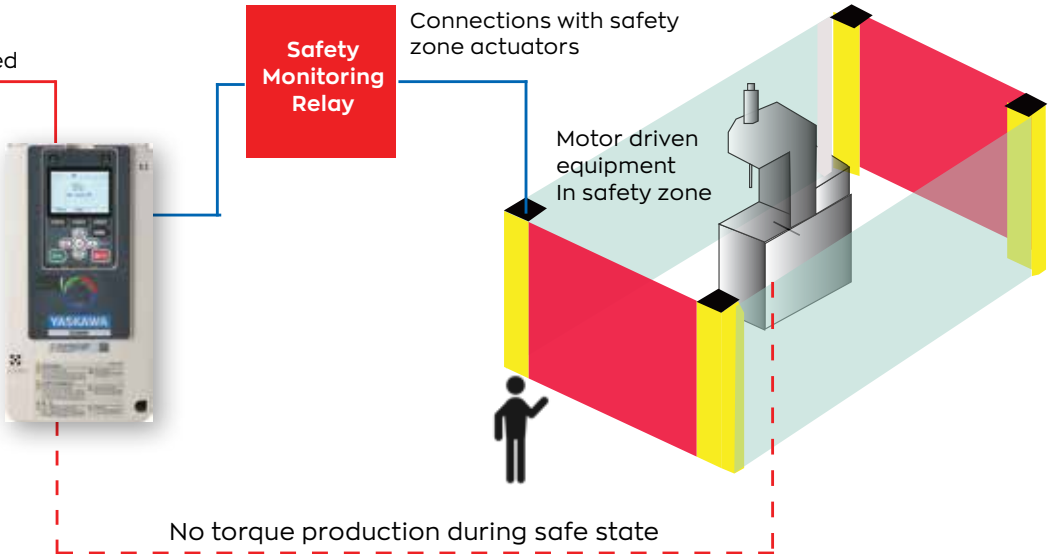 ed
Safety
Monitoring
Relay
Connections with safety
zone actuators
Motor driven
equipment
In safety zone
YASKAWA
No torque production during safe state